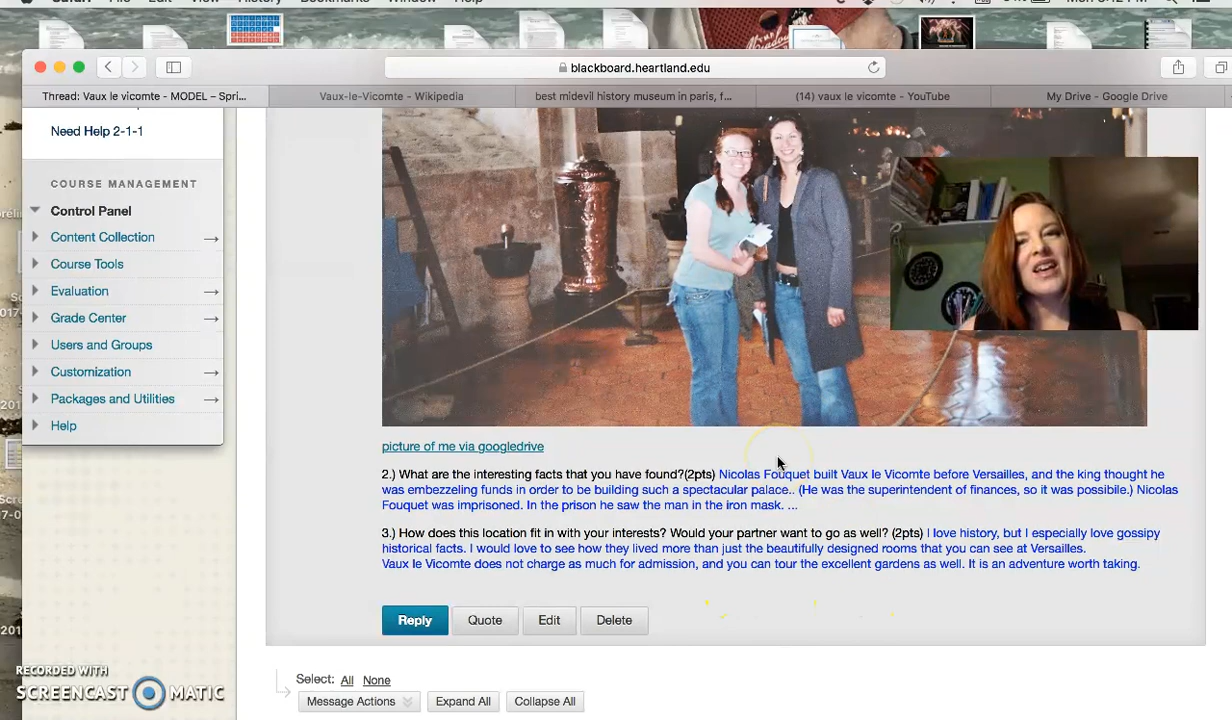 blackboard.heartland.edu
Thread: Vaux le vicomte - MODEL – Spri...
Vaux-le-Vicomte - Wikipedia
best midevil history museum in paris, f...
(14) vaux le vicomte - YouTube
My Drive - Google Drive
Need Help 2-1-1
COURSE MANAGEMENT
Control Panel
Content Collection
Course Tools
Evaluation
Grade Center
Users and Groups
Customization
Packages and Utilities
Help
picture of me via googledrive
2.) What are the interesting facts that you have found?(2pts) Nicolas Fouquet built Vaux le Vicomte before Versailles, and the king thought he
was embezzeling funds in order to be building such a spectacular palace.. (He was the superintendent of finances, so it was possibile.) Nicolas
Fouquet was imprisoned. In the prison he saw the man in the iron mask. ...
3.) How does this location fit in with your interests? Would your partner want to go as well? (2pts) I love history, but I especially love gossipy
historical facts. I would love to see how they lived more than just the beautifully designed rooms that you can see at Versailles.
Vaux le Vicomte does not charge as much for admission, and you can tour the excellent gardens as well. It is an adventure worth taking.
Reply
Quote
Edit
Delete
Select: All None
Message Actions
Expand All
Collapse All
RECORDED WITH
SCREENCAST MATIC